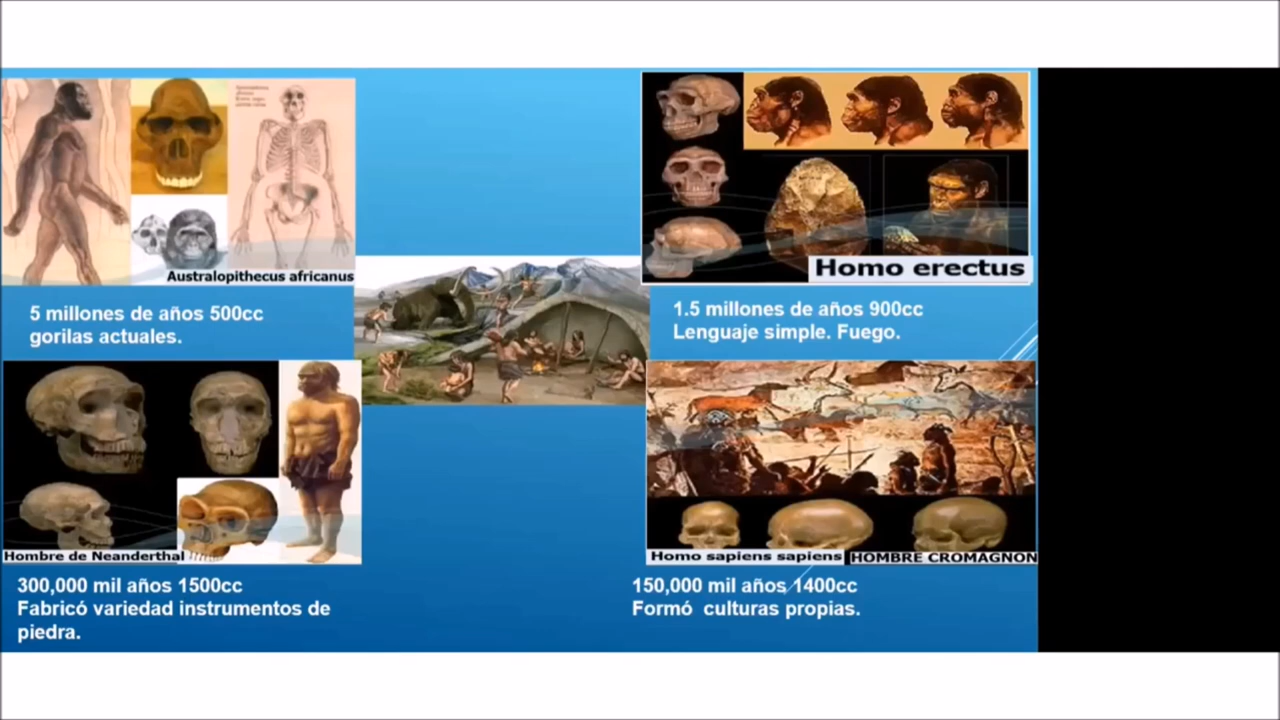 Australopithecus africanus
5 millones de años 500cc
gorilas actuales.
Homo erectus
1.5 millones de años 900cc
Lenguaje simple. Fuego.
Hombre de Neanderthal
300,000 mil años 1500cc
Fabricó variedad instrumentos de
piedra.
Homo sapiens sapiens
HOMBRE CROMAGNON
150,000 mil años 1400cc
Formó culturas propias.